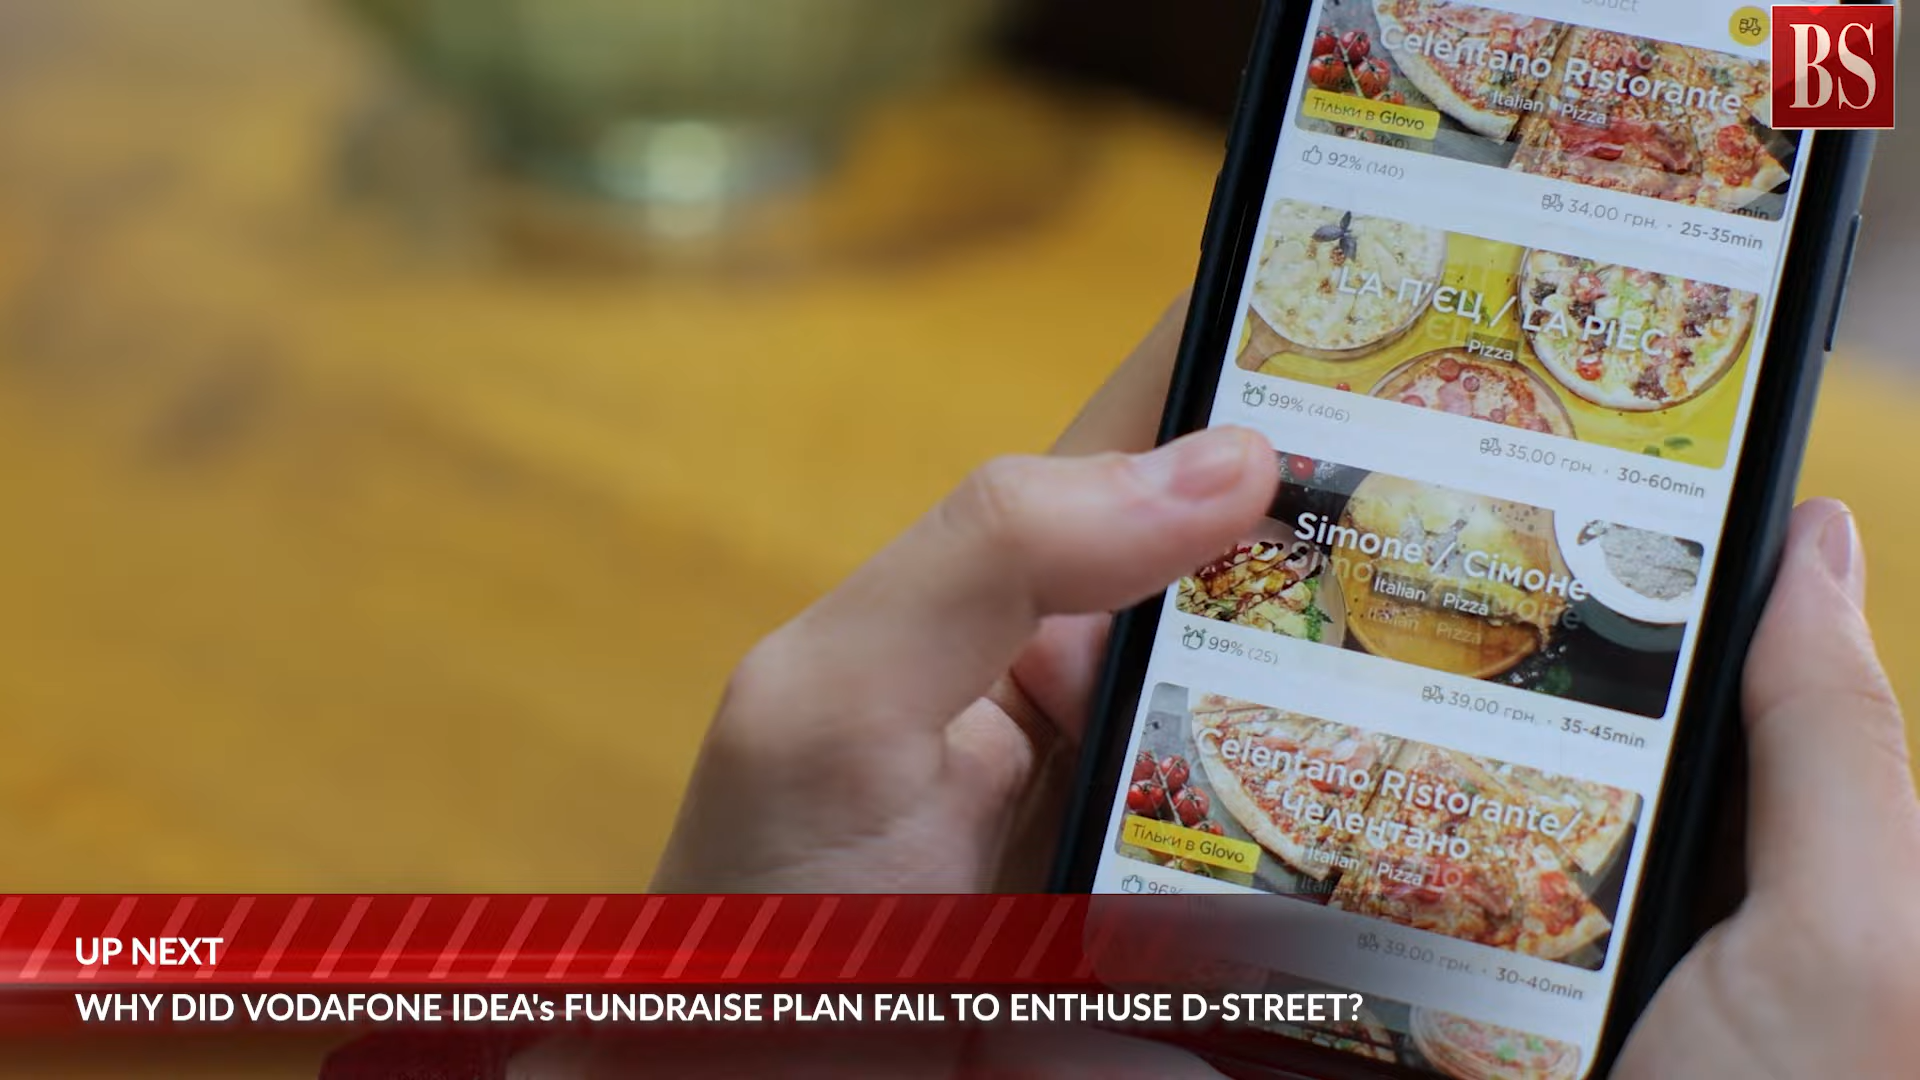 BS
Celentano Ristorante
Italian Pizza
Тільки в Glovo
92% (140)
34,00 грн. · 25-35min
LA П'ЄЦ / LA PIEC
Pizza
99% (406)
35,00 грн. · 30-60min
Simone / Сімоне
Italian Pizza
99% (25)
39,00 грн. · 35-45min
Celentano Ristorante/
Челентано
Italian Pizza
Тільки в Glovo
96%
39,00 грн. · 30-40min
UP NEXT
WHY DID VODAFONE IDEA's FUNDRAISE PLAN FAIL TO ENTHUSE D-STREET?